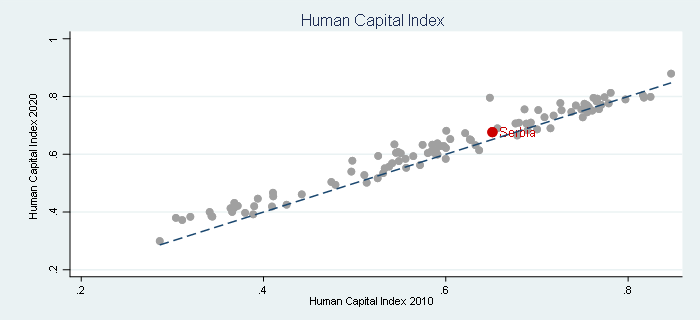 Human Capital Index
Human Capital Index 2020
1
.8
.6
.4
.2
Serbia
.2
.4
.6
.8
Human Capital Index 2010